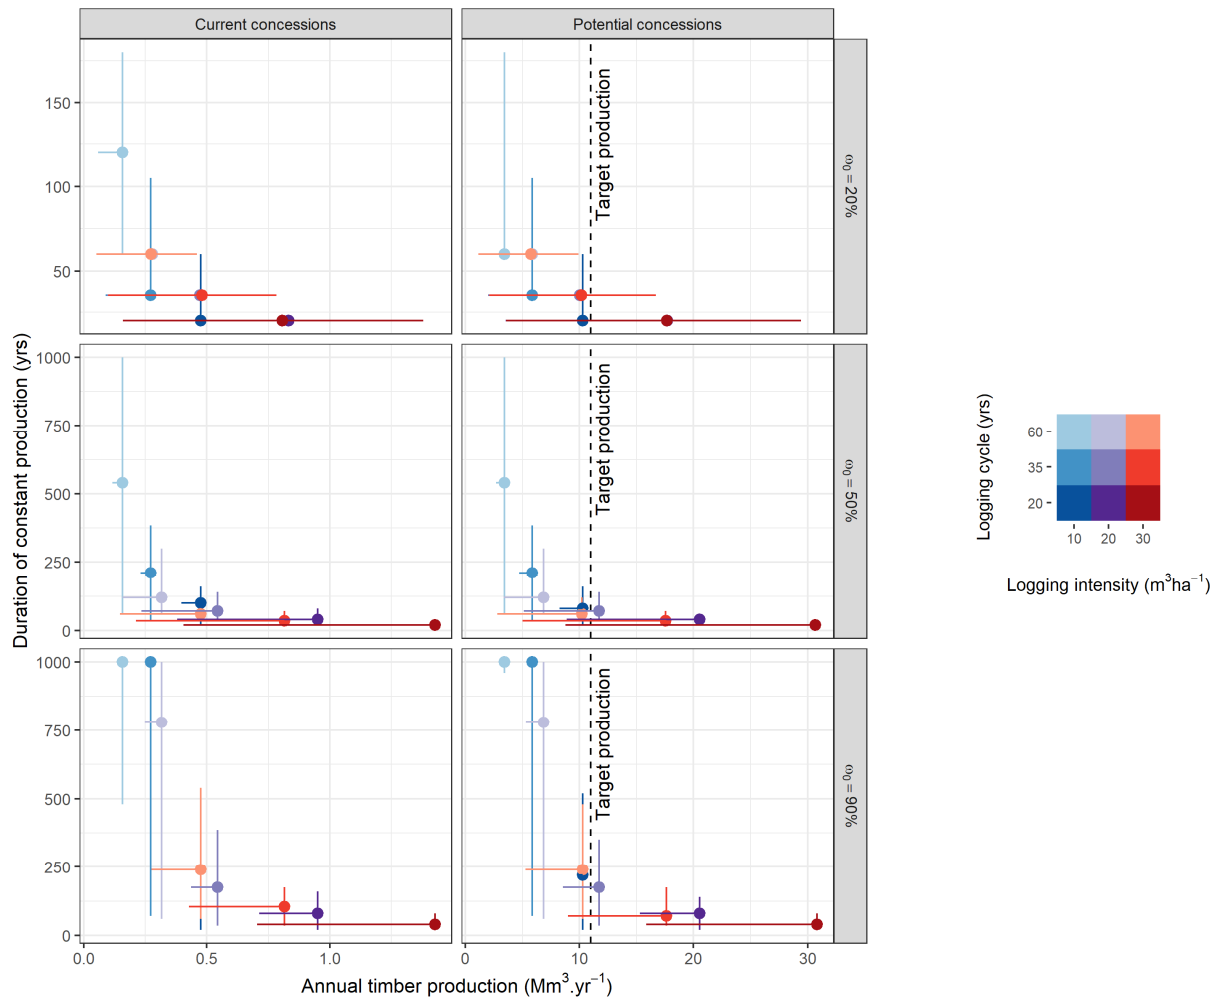 Current concessions
Potential concessions
Duration of constant production (yrs)
150
100
50
Target production
ω₀ = 20%
1000
750
500
250
0
Target production
ω₀ = 50%
1000
750
500
250
0
Target production
ω₀ = 90%
0.0
0.5
1.0
0
10
20
30
Annual timber production (Mm³.yr⁻¹)
Logging cycle (yrs)
60
35
20
10
20
30
Logging intensity (m³ha⁻¹)